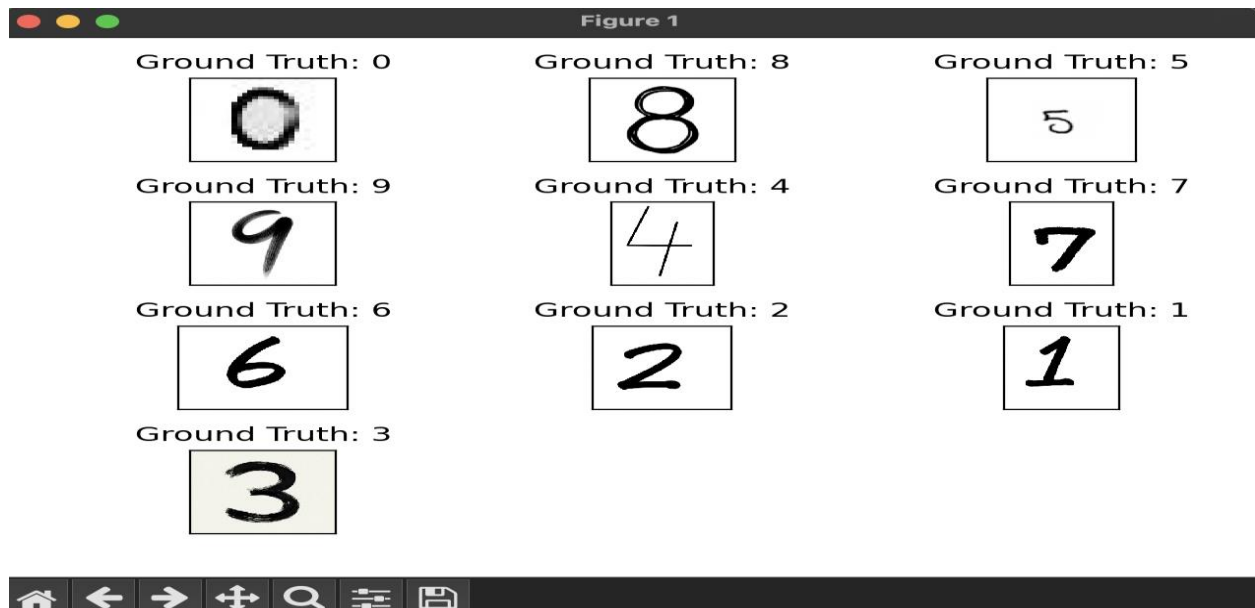 Figure 1
Ground Truth: 0
Ground Truth: 8
Ground Truth: 5
0
8
5
Ground Truth: 9
Ground Truth: 4
Ground Truth: 7
9
4
7
Ground Truth: 6
Ground Truth: 2
Ground Truth: 1
6
2
1
Ground Truth: 3
3